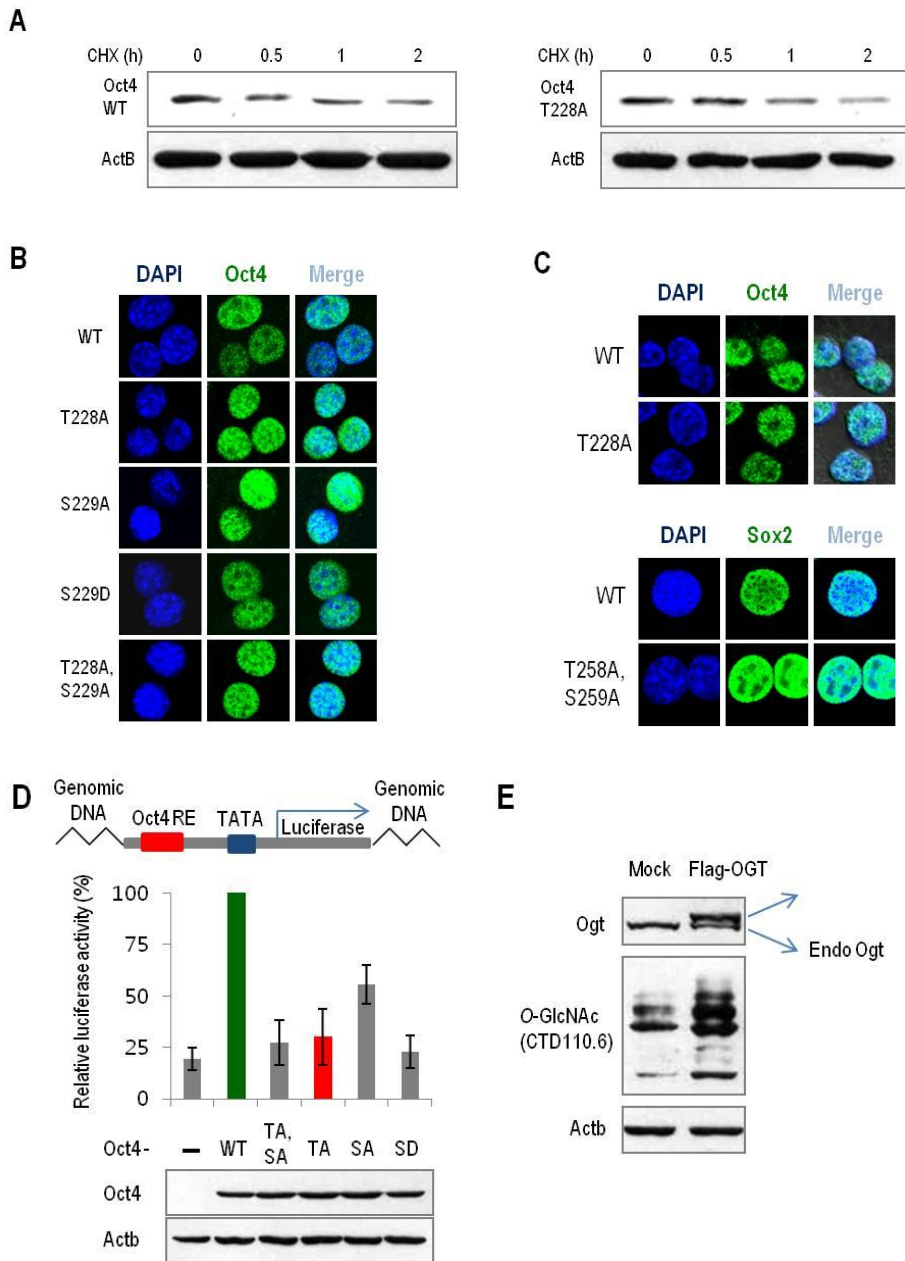 A
CHX (h) 0 0.5 1 2
Oct4
WT
ActB
CHX (h) 0 0.5 1 2
Oct4
T228A
ActB
B
DAPI Oct4 Merge
WT
T228A
S229A
S229D
T228A,
S229A
C
DAPI Oct4 Merge
WT
T228A
DAPI Sox2 Merge
WT
T258A,
S259A
D
Genomic
DNA
Oct4 RE TATA
Luciferase
Genomic
DNA
Relative luciferase activity (%)
100
75
50
25
0
Oct4- – WT TA, SA TA SA SD
Oct4
Actb
E
Mock Flag-OGT
Ogt
Endo Ogt
O-GlcNAc
(CTD110.6)
Actb